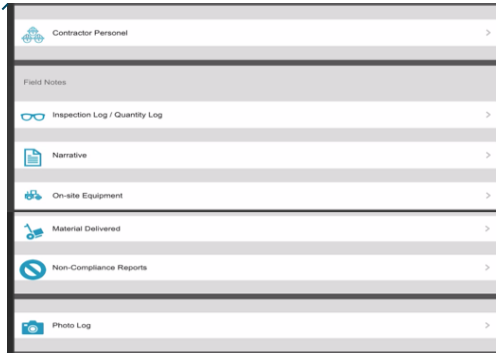 Contractor Personel
Field Notes
Inspection Log / Quantity Log
Narrative
On-site Equipment
Material Delivered
Non-Compliance Reports
Photo Log